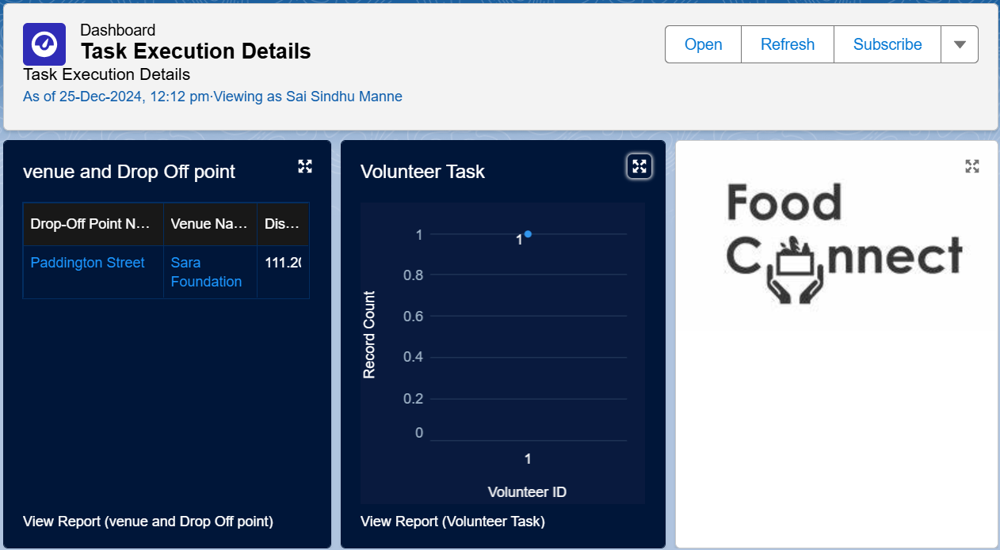 Dashboard
Task Execution Details
Task Execution Details
As of 25-Dec-2024, 12:12 pm·Viewing as Sai Sindhu Manne
Open
Refresh
Subscribe
venue and Drop Off point
Drop-Off Point N... Venue Na... Dis...
Paddington Street Sara 111.20
Foundation
View Report (venue and Drop Off point)
Volunteer Task
Record Count
1
0.8
0.6
0.4
0.2
0
1
1
Volunteer ID
View Report (Volunteer Task)
Food
Connect